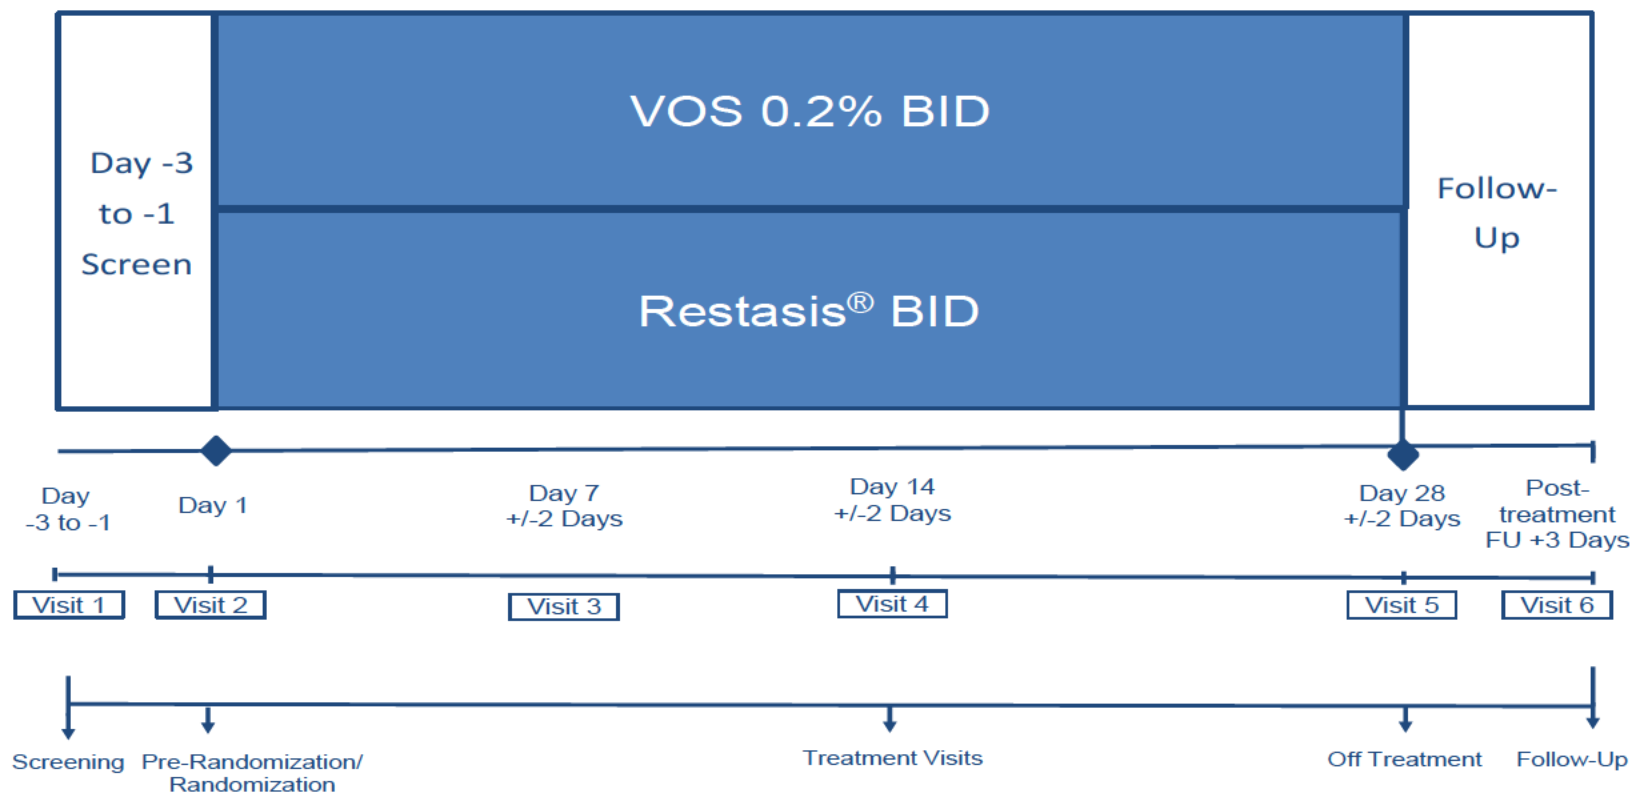 VOS 0.2% BID
Day -3
to -1
Screen
Follow-
Up
Restasis® BID
Day
-3 to -1
Day 1
Day 7
+/-2 Days
Day 14
+/-2 Days
Day 28
+/-2 Days
Post-
treatment
FU +3 Days
Visit 1
Visit 2
Visit 3
Visit 4
Visit 5
Visit 6
Screening
Pre-Randomization/
Randomization
Treatment Visits
Off Treatment
Follow-Up